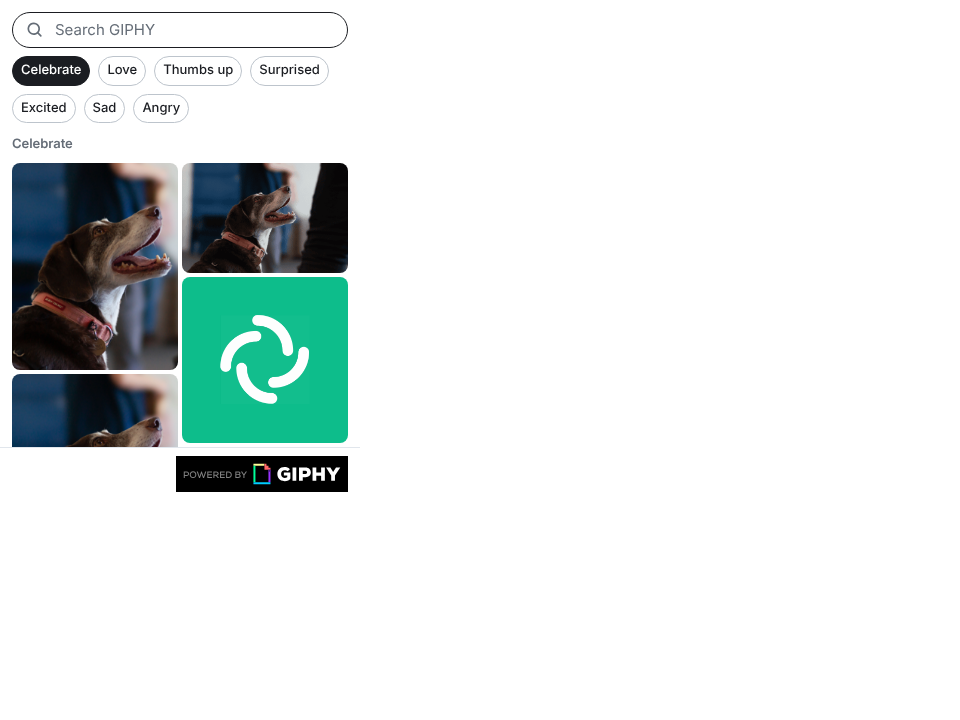 Search GIPHY
Celebrate Love Thumbs up Surprised
Excited Sad Angry
Celebrate
POWERED BY GIPHY